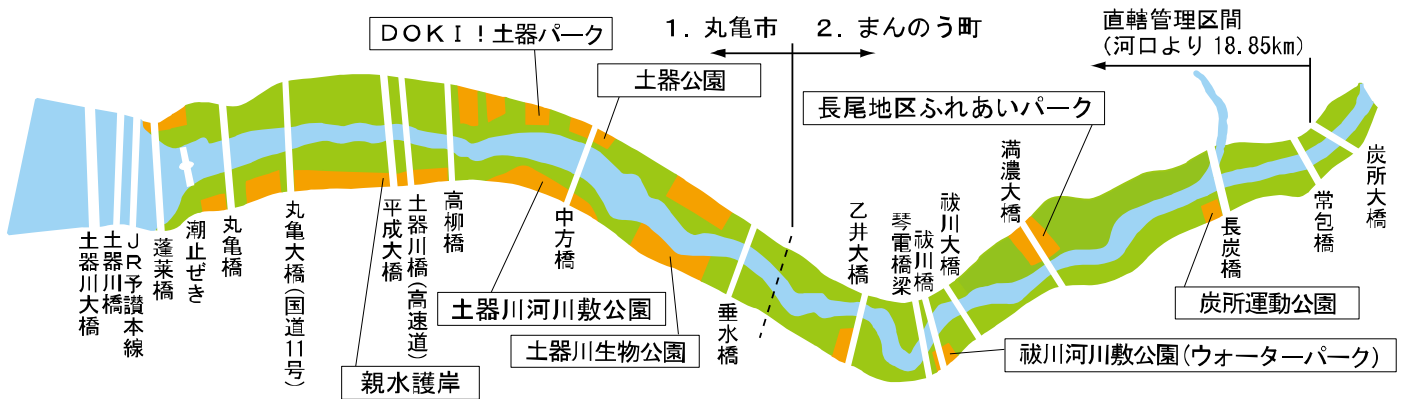 1. 丸亀市
2. まんのう町
直轄管理区間
(河口より 18.85km)
DOKI!土器パーク
土器公園
長尾地区ふれあいパーク
土器川大橋
土器川橋
JR予讃本線
蓬莱橋
潮止ぜき
丸亀橋
丸亀大橋(国道11号)
平成大橋
土器川橋(高速道)
高柳橋
中方橋
垂水橋
乙井大橋
琴電橋梁
祓川橋
祓川大橋
満濃大橋
長炭橋
常包橋
炭所大橋
土器川河川敷公園
土器川生物公園
親水護岸
炭所運動公園
祓川河川敷公園(ウォーターパーク)